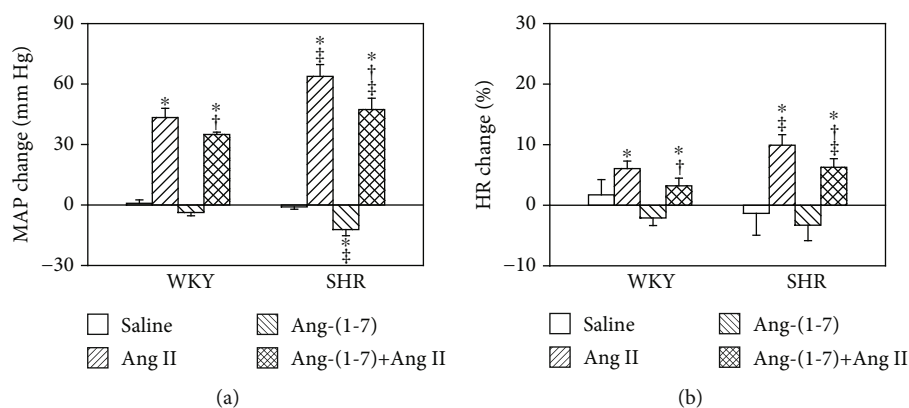 MAP change (mm Hg)
90
60
30
0
−30
*
*
†
*
‡
*
†
‡
*
‡
WKY
SHR
Saline
Ang II
Ang-(1-7)
Ang-(1-7)+Ang II
(a)
HR change (%)
30
20
10
0
−10
*
*
†
*
‡
*
†
‡
WKY
SHR
Saline
Ang II
Ang-(1-7)
Ang-(1-7)+Ang II
(b)